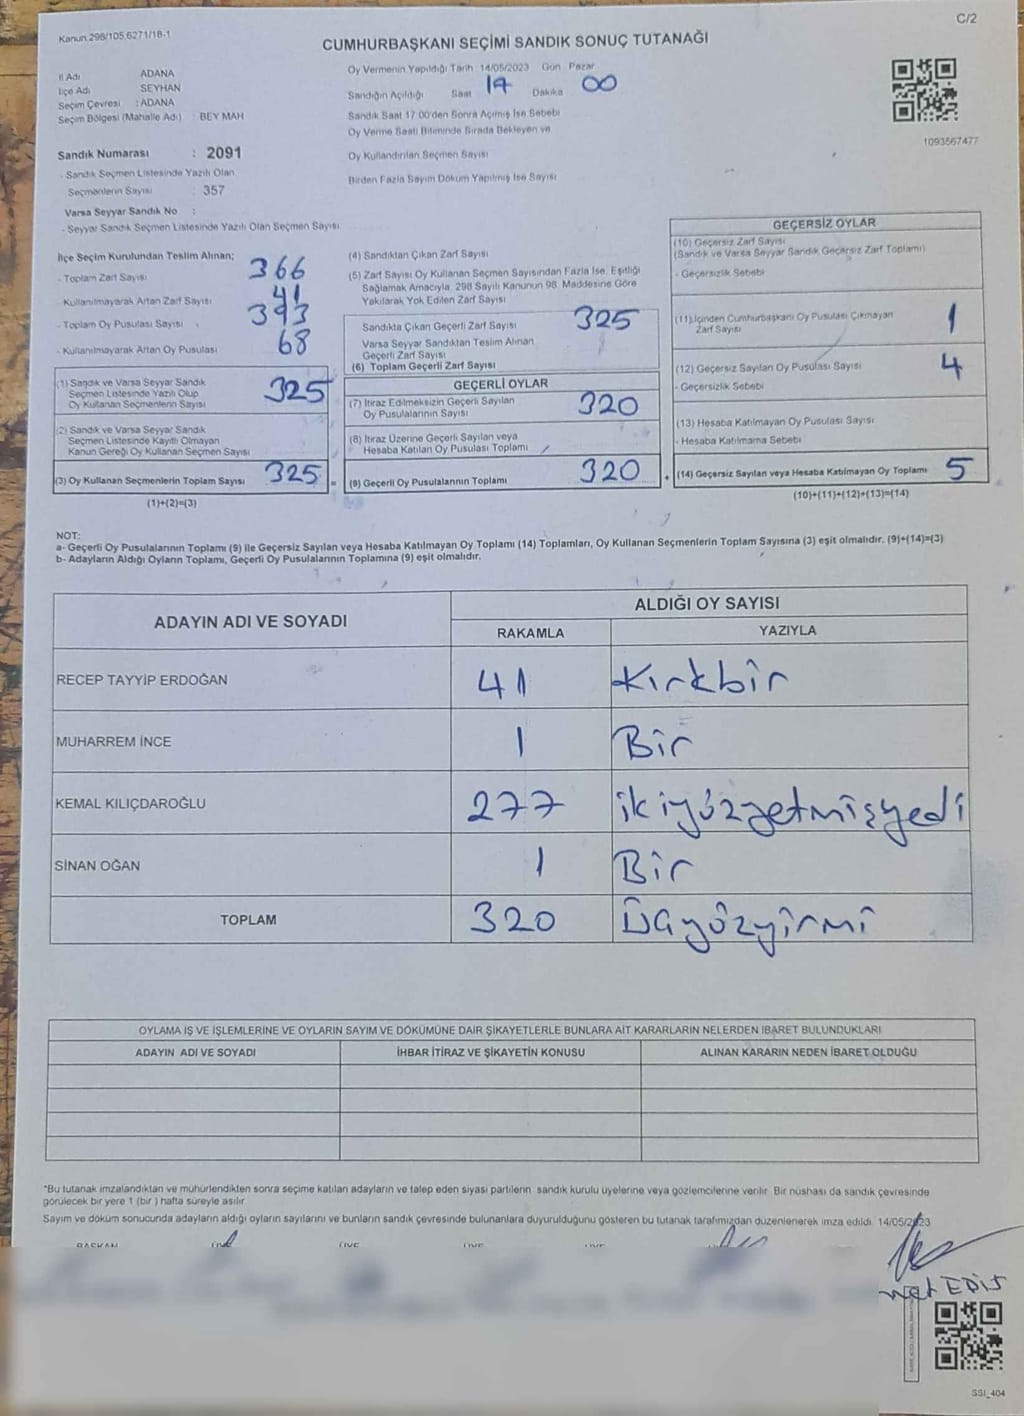 Kanun.298/105,6271/18-1
C/2
CUMHURBAŞKANI SEÇİMİ SANDIK SONUÇ TUTANAĞI
İl Adı ADANA
İlçe Adı SEYHAN
Seçim Çevresi : ADANA
Seçim Bölgesi (Mahalle Adı) BEY MAH
Sandık Numarası : 2091
- Sandık Seçmen Listesinde Yazılı Olan
Seçmenlerin Sayısı : 357
Varsa Seyyar Sandık No :
- Seyyar Sandık Seçmen Listesinde Yazılı Olan Seçmen Sayısı
Oy Vermenin Yapıldığı Tarih :14/05/2023 Gün Pazar
Sandığın Açıldığı Saat 17 Dakika 00
Sandık Saat 17:00'den Sonra Açılmış İse Sebebi
Oy Verme Saati Bitiminde Sırada Bekleyen ve
Oy Kullandırılan Seçmen Sayısı
Birden Fazla Sayım Döküm Yapılmış İse Sayısı
1093567477
İlçe Seçim Kurulundan Teslim Alınan;
- Toplam Zarf Sayısı 366
- Kullanılmayarak Artan Zarf Sayısı 41
- Toplam Oy Pusulası Sayısı 393
- Kullanılmayarak Artan Oy Pusulası 68
(1) Sandık ve Varsa Seyyar Sandık
Seçmen Listesinde Yazılı Olup
Oy Kullanan Seçmenlerin Sayısı 325
(2) Sandık ve Varsa Seyyar Sandık
Seçmen Listesinde Kayıtlı Olmayan
Kanun Gereği Oy Kullanan Seçmen Sayısı
(3) Oy Kullanan Seçmenlerin Toplam Sayısı 325 =
(1)+(2)=(3)
(4) Sandıktan Çıkan Zarf Sayısı
(5) Zarf Sayısı Oy Kullanan Seçmen Sayısından Fazla İse, Eşitliği
Sağlamak Amacıyla, 298 Sayılı Kanunun 98. Maddesine Göre
Yakılarak Yok Edilen Zarf Sayısı
Sandıkta Çıkan Geçerli Zarf Sayısı 325
Varsa Seyyar Sandıktan Teslim Alınan
Geçerli Zarf Sayısı
(6) Toplam Geçerli Zarf Sayısı
GEÇERLİ OYLAR
(7) İtiraz Edilmeksizin Geçerli Sayılan
Oy Pusulalarının Sayısı 320
(8) İtiraz Üzerine Geçerli Sayılan veya
Hesaba Katılan Oy Pusulası Toplamı
(9) Geçerli Oy Pusulalarının Toplamı 320 +
GEÇERSİZ OYLAR
(10) Geçersiz Zarf Sayısı
(Sandık ve Varsa Seyyar Sandık Geçersiz Zarf Toplamı)
- Geçersizlik Sebebi
(11) İçinden Cumhurbaşkanı Oy Pusulası Çıkmayan
Zarf Sayısı 1
(12) Geçersiz Sayılan Oy Pusulası Sayısı 4
- Geçersizlik Sebebi
(13) Hesaba Katılmayan Oy Pusulası Sayısı
- Hesaba Katılmama Sebebi
(14) Geçersiz Sayılan veya Hesaba Katılmayan Oy Toplamı 5
(10)+(11)+(12)+(13)=(14)
NOT:
a- Geçerli Oy Pusulalarının Toplamı (9) ile Geçersiz Sayılan veya Hesaba Katılmayan Oy Toplamı (14) Toplamları, Oy Kullanan Seçmenlerin Toplam Sayısına (3) eşit olmalıdır. (9)+(14)=(3)
b- Adayların Aldığı Oyların Toplamı, Geçerli Oy Pusulalarının Toplamına (9) eşit olmalıdır.
ADAYIN ADI VE SOYADI ALDIĞI OY SAYISI
RAKAMLA YAZIYLA
RECEP TAYYİP ERDOĞAN 41 Kırkbir
MUHARREM İNCE 1 Bir
KEMAL KILIÇDAROĞLU 277 ikiyüzyetmişyedi
SİNAN OĞAN 1 Bir
TOPLAM 320 Üçyüzyirmi
OYLAMA İŞ VE İŞLEMLERİNE VE OYLARIN SAYIM VE DÖKÜMÜNE DAİR ŞİKAYETLERLE BUNLARA AİT KARARLARIN NELERDEN İBARET BULUNDUKLARI
ADAYIN ADI VE SOYADI İHBAR İTİRAZ VE ŞİKAYETİN KONUSU ALINAN KARARIN NEDEN İBARET OLDUĞU
*Bu tutanak imzalandıktan ve mühürlendikten sonra seçime katılan adayların ve talep eden siyasi partilerin sandık kurulu üyelerine veya gözlemcilerine verilir. Bir nüshası da sandık çevresinde
görülecek bir yere 1 (bir ) hafta süreyle asılır.
Sayım ve döküm sonucunda adayların aldığı oyların sayılarını ve bunların sandık çevresinde bulunanlara duyurulduğunu gösteren bu tutanak tarafımızdan düzenlenerek imza edildi. 14/05/2023
BAŞKAN ÜYE ÜYE ÜYE ÜYE
EDİS
SSI_404